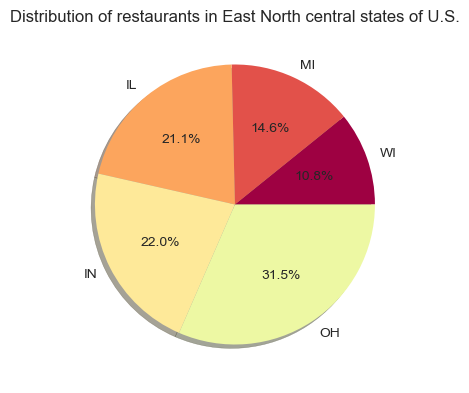 Distribution of restaurants in East North central states of U.S.
MI
IL
14.6%
21.1%
WI
10.8%
22.0%
IN
31.5%
OH